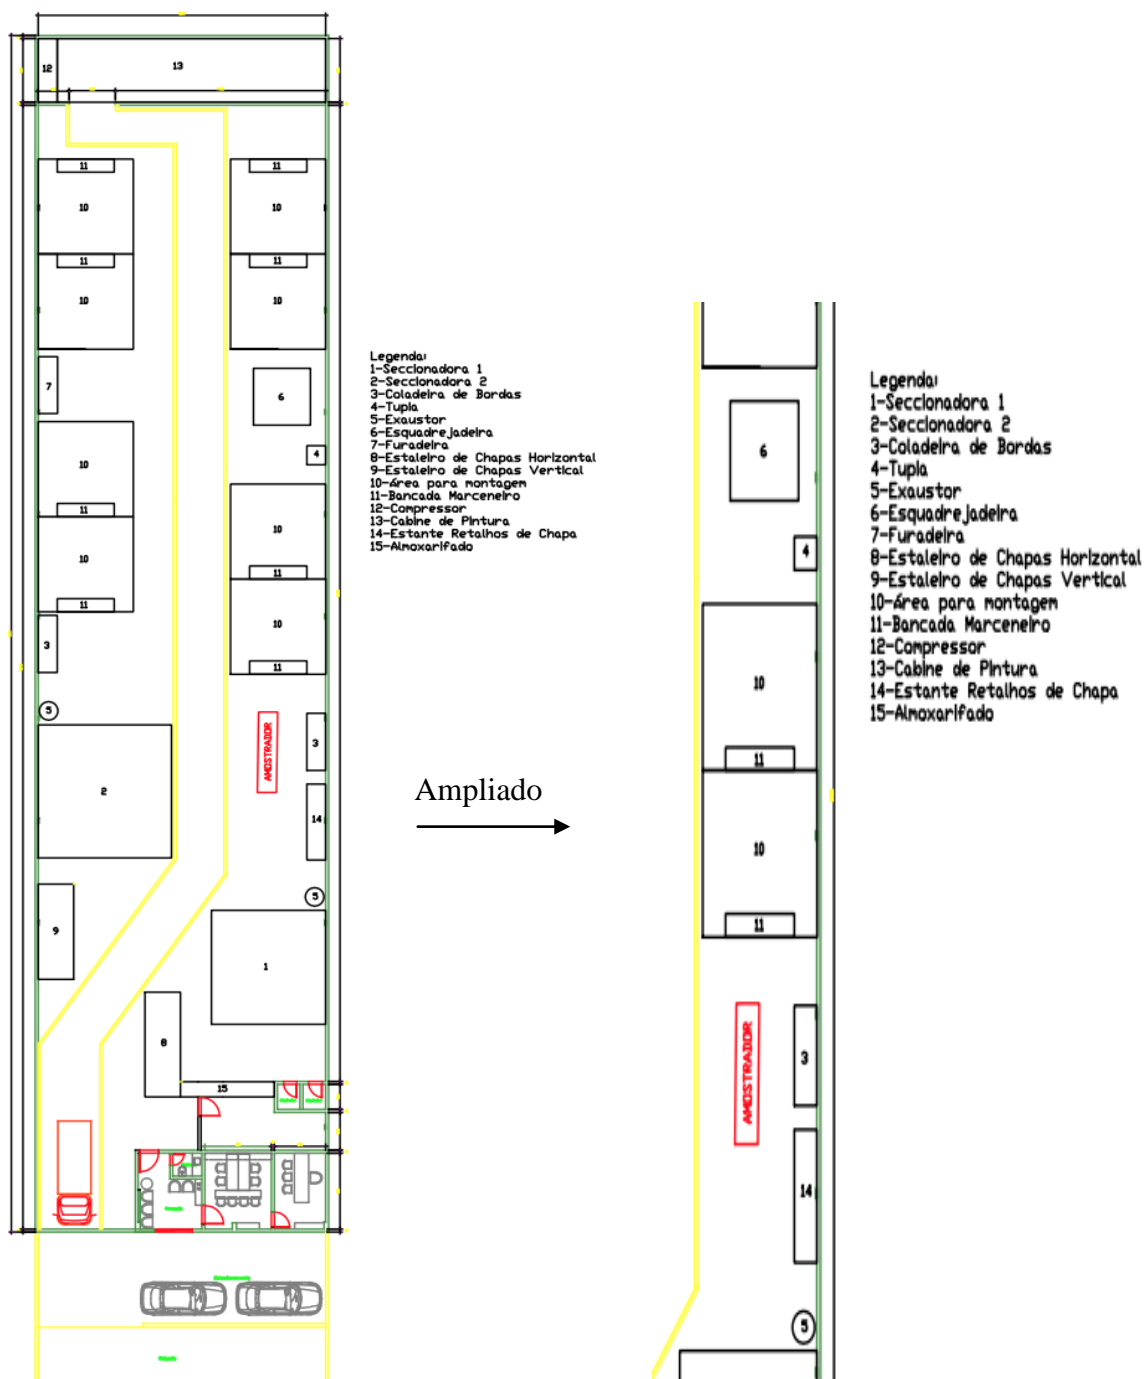 12
13
11
11
10
10
11
11
10
10
Legenda:
1-Seccionadora 1
2-Seccionadora 2
3-Coladeira de Bordas
4-Tupia
5-Exaustor
6-Esquadrejadeira
7-Furadeira
8-Estaleiro de Chapas Horizontal
9-Estaleiro de Chapas Vertical
10-Área para montagem
11-Bancada Marceneiro
12-Compressor
13-Cabine de Pintura
14-Estante Retalhos de Chapa
15-Almoxarifado
7
6
4
10
11
10
10
11
11
10
3
11
5
AMOSTRADOR
3
2
14
5
9
1
8
15
Estacionamento
Ampliado
6
4
10
11
10
11
AMOSTRADOR
3
14
5
Legenda:
1-Seccionadora 1
2-Seccionadora 2
3-Coladeira de Bordas
4-Tupia
5-Exaustor
6-Esquadrejadeira
7-Furadeira
8-Estaleiro de Chapas Horizontal
9-Estaleiro de Chapas Vertical
10-Área para montagem
11-Bancada Marceneiro
12-Compressor
13-Cabine de Pintura
14-Estante Retalhos de Chapa
15-Almoxarifado